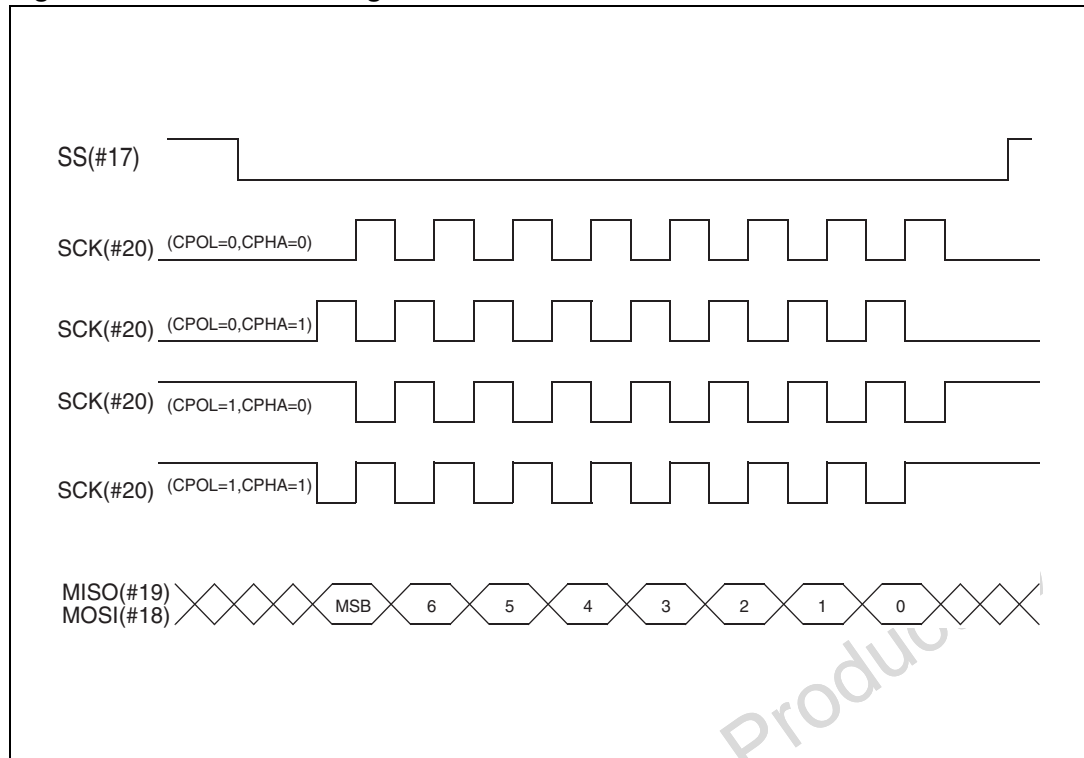 SS(#17)
SCK(#20) (CPOL=0,CPHA=0)
SCK(#20) (CPOL=0,CPHA=1)
SCK(#20) (CPOL=1,CPHA=0)
SCK(#20) (CPOL=1,CPHA=1)
MISO(#19)
MOSI(#18)
MSB 6 5 4 3 2 1 0